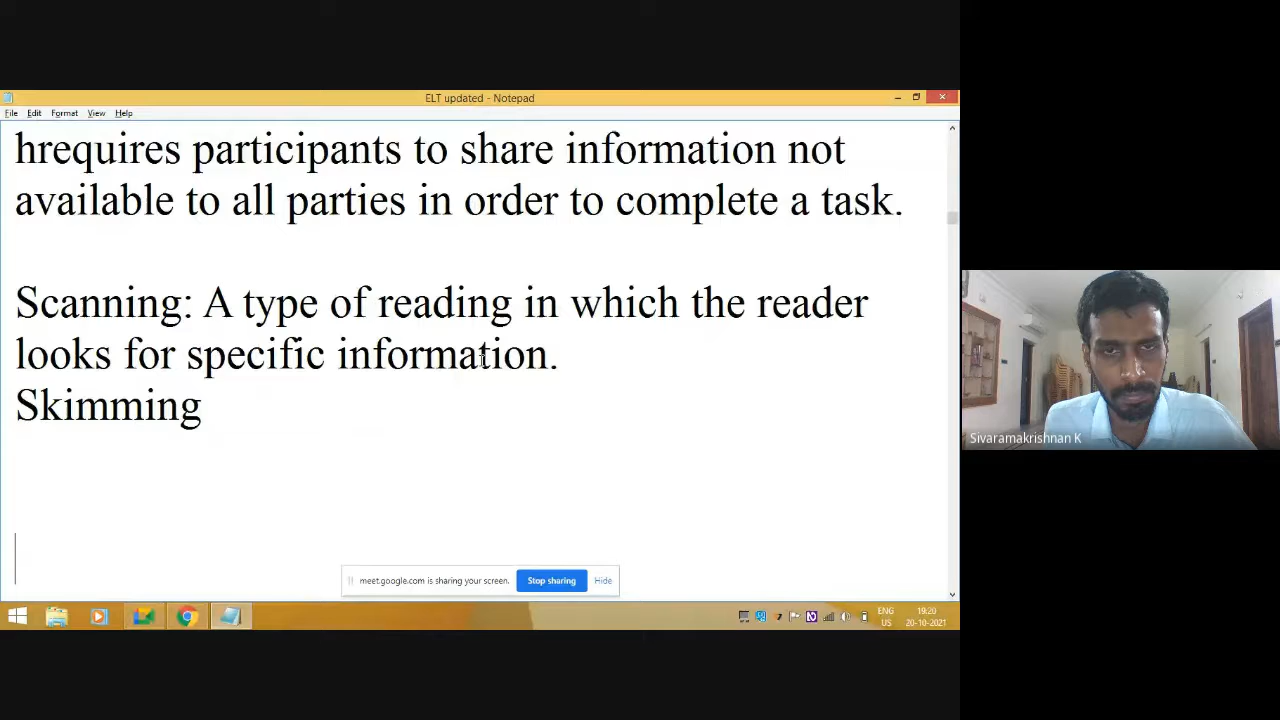 ELT updated - Notepad
File Edit Format View Help
hrequires participants to share information not
available to all parties in order to complete a task.
Scanning: A type of reading in which the reader
looks for specific information.
Skimming
Sivaramakrishnan K
meet.google.com is sharing your screen. Stop sharing Hide
ENG 19:20
US 20-10-2021